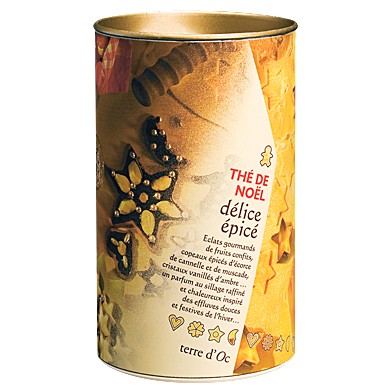 THÉ DE
NOËL
délice
épicé
Eclats gourmands
de fruits confits,
copeaux épicés d'écorce
de cannelle et de muscade,
cristaux vanillés d'ambre ...
un parfum au sillage raffiné
et chaleureux inspiré
des effluves douces
et festives de l'hiver...
terre d'Oc